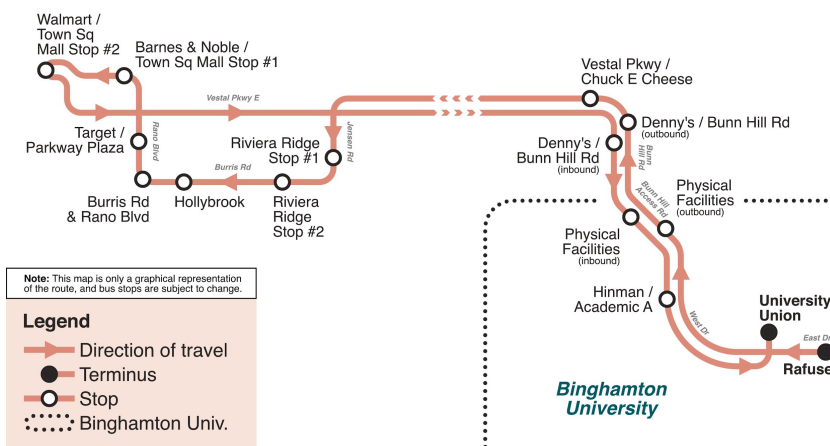 Walmart /
Town Sq
Mall Stop #2
Barnes & Noble /
Town Sq Mall Stop #1
Vestal Pkwy E
Target /
Parkway Plaza
Rano Blvd
Riviera Ridge
Stop #1
Jensen Rd
Burris Rd
Burris Rd
& Rano Blvd
Hollybrook
Riviera
Ridge
Stop #2
Vestal Pkwy /
Chuck E Cheese
Denny's / Bunn Hill Rd
(outbound)
Denny's /
Bunn Hill Rd
(inbound)
Bunn
Hill Rd
Bunn Hill
Access Rd
Physical
Facilities
(outbound)
Physical
Facilities
(inbound)
Hinman /
Academic A
West Dr
University
Union
East Dr
Rafuse
Binghamton
University
Note: This map is only a graphical representation
of the route, and bus stops are subject to change.
Legend
Direction of travel
Terminus
Stop
Binghamton Univ.